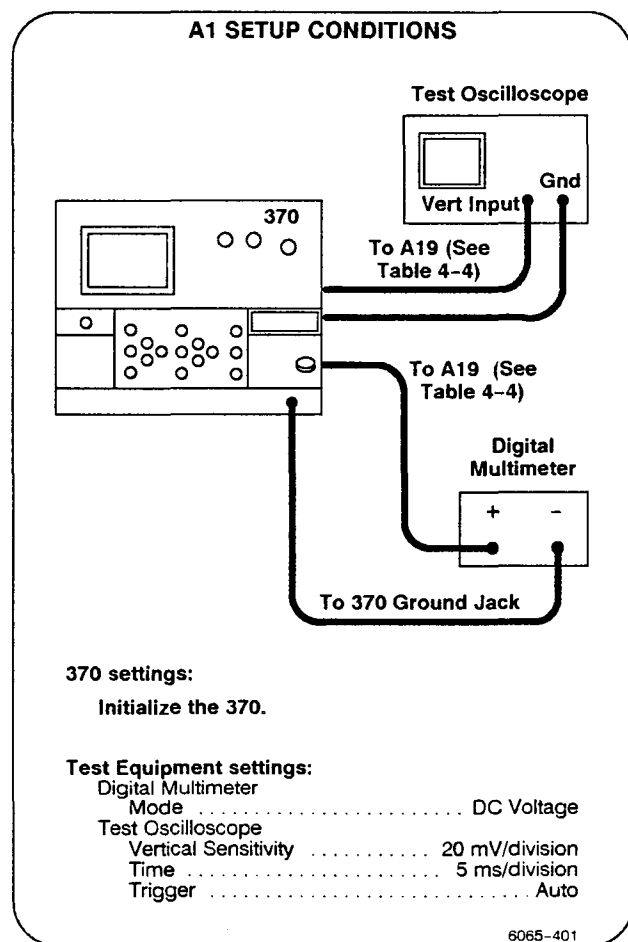 A1 SETUP CONDITIONS
Test Oscilloscope
Gnd
Vert Input
370
To A19 (See
Table 4-4)
To A19 (See
Table 4-4)
Digital
Multimeter
+ -
To 370 Ground Jack
370 settings:
Initialize the 370.
Test Equipment settings:
Digital Multimeter
Mode ........................ DC Voltage
Test Oscilloscope
Vertical Sensitivity .......... 20 mV/division
Time ........................ 5 ms/division
Trigger ............................. Auto
6065-401